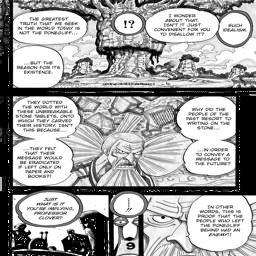 THE GREATEST
TRUTH THAT WE SEEK
IN THE WORLD TODAY IS
NOT THE PONEGLIFF...
...BUT THE
REASON FOR ITS
EXISTENCE.
!?
I WONDER
ABOUT THAT.
ISN'T IT JUST
CONVENIENT FOR YOU
TO DISALLOW IT?
SUCH
IDEALISM.
THEY DOTTED
THE WORLD WITH
THESE UNBREAKABLE
STONE TABLETS, ONTO
WHICH THEY CARVED
THEIR HISTORY. ISN'T
THIS BECAUSE...
THEY FELT
THAT THEIR
MESSAGE WOULD
BE ERADICATED
IF LEFT ONLY
ON PAPER AND
BOOKS?!
WHY DID THE
PEOPLE OF THE
PAST RESORT TO
WRITING ON THE
STONE...
...IN ORDER
TO CONVEY A
MESSAGE TO
THE FUTURE?
JUST
WHAT IS IT
YOU'RE IMPLYING,
PROFESSOR
CLOVER?
IN OTHER
WORDS, THIS IS
PROOF THAT THE
PEOPLE WHO LEFT
THE PONEGLIFF
BEHIND HAD AN
ENEMY!!